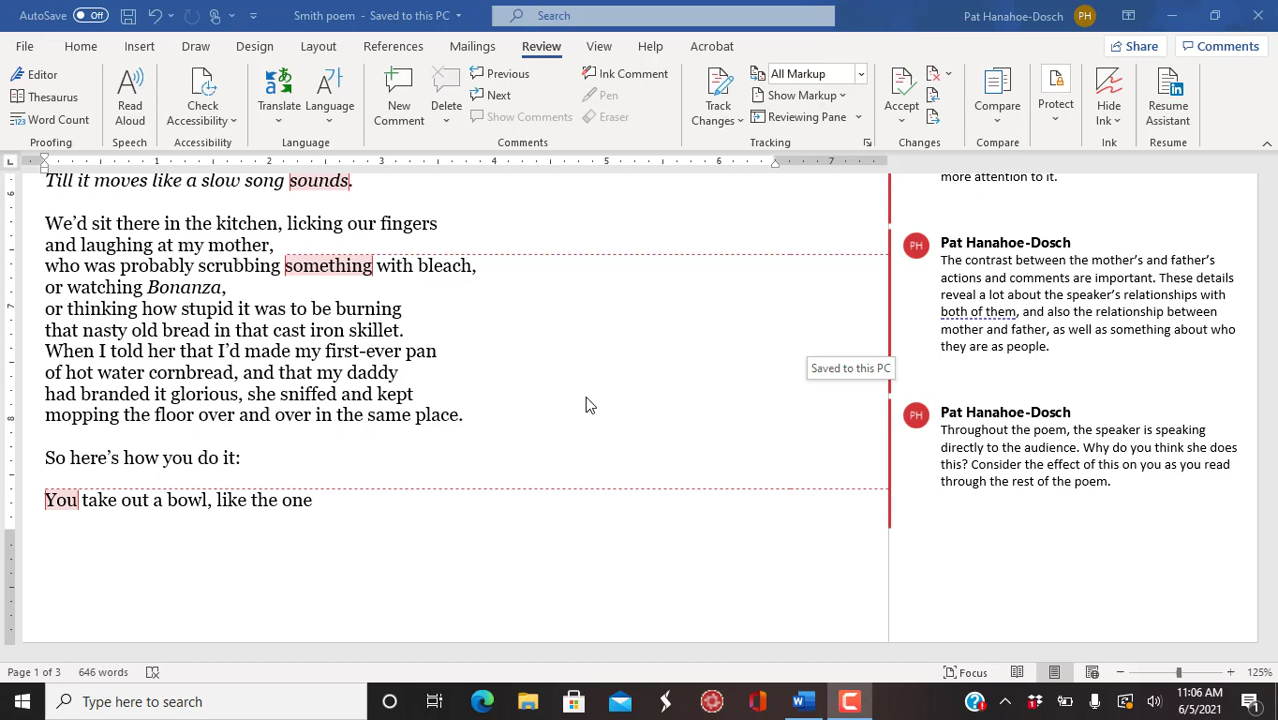 AutoSave Off Smith poem - Saved to this PC Search Pat Hanahoe-Dosch PH
File Home Insert Draw Design Layout References Mailings Review View Help Acrobat Share Comments
Editor
Thesaurus
Word Count
Proofing
Read Aloud
Speech
Check Accessibility
Accessibility
Translate
Language
Language
New Comment
Delete
Previous
Next
Show Comments
Ink Comment
Pen
Eraser
Comments
Track Changes
All Markup
Show Markup
Reviewing Pane
Tracking
Accept
Changes
Compare
Compare
Protect
Hide Ink
Ink
Resume Assistant
Resume
1 2 3 4 5 6 7
6
7
8
Till it moves like a slow song sounds.
We’d sit there in the kitchen, licking our fingers
and laughing at my mother,
who was probably scrubbing something with bleach,
or watching Bonanza,
or thinking how stupid it was to be burning
that nasty old bread in that cast iron skillet.
When I told her that I’d made my first-ever pan
of hot water cornbread, and that my daddy
had branded it glorious, she sniffed and kept
mopping the floor over and over in the same place.
So here’s how you do it:
You take out a bowl, like the one
more attention to it.
PH Pat Hanahoe-Dosch
The contrast between the mother’s and father’s
actions and comments are important. These details
reveal a lot about the speaker’s relationships with
both of them, and also the relationship between
mother and father, as well as something about who
they are as people.
Saved to this PC
PH Pat Hanahoe-Dosch
Throughout the poem, the speaker is speaking
directly to the audience. Why do you think she does
this? Consider the effect of this on you as you read
through the rest of the poem.
Page 1 of 3 646 words Focus 125%
Type here to search
11:06 AM
6/5/2021
1